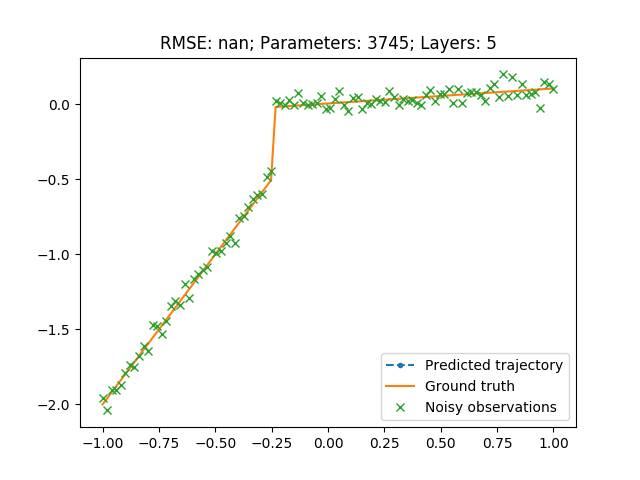 RMSE: nan; Parameters: 3745; Layers: 5
0.0
−0.5
−1.0
−1.5
−2.0
Predicted trajectory
Ground truth
Noisy observations
−1.00 −0.75 −0.50 −0.25 0.00 0.25 0.50 0.75 1.00